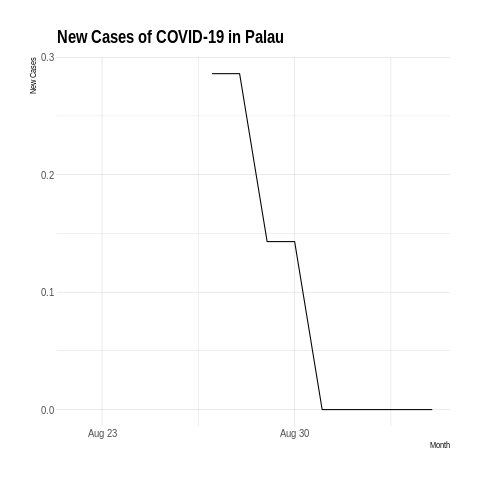 New Cases of COVID-19 in Palau
New Cases
0.3
0.2
0.1
0.0
Aug 23
Aug 30
Month